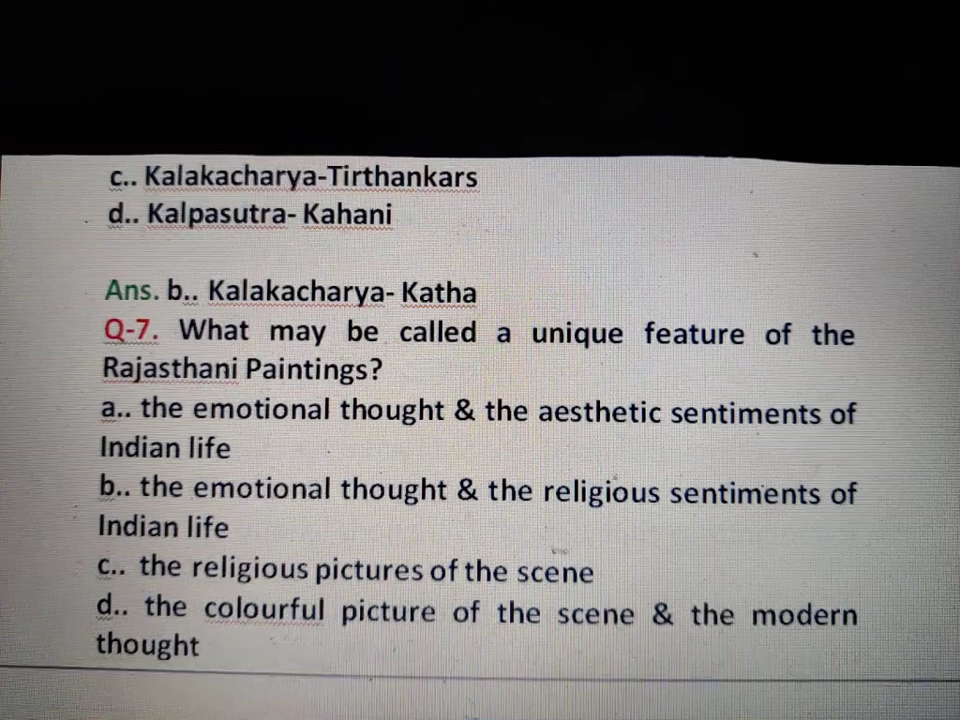 c.. Kalakacharya-Tirthankars
d.. Kalpasutra- Kahani
Ans. b.. Kalakacharya- Katha
Q-7. What may be called a unique feature of the
Rajasthani Paintings?
a.. the emotional thought & the aesthetic sentiments of
Indian life
b.. the emotional thought & the religious sentiments of
Indian life
c.. the religious pictures of the scene
d.. the colourful picture of the scene & the modern
thought